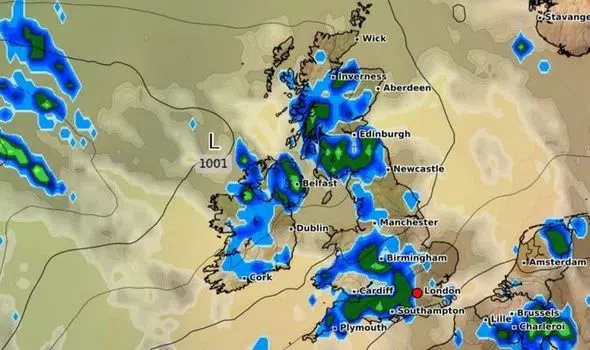 Stavange
Wick
Inverness
Aberdeen
Edinburgh
L
1001
Newcastle
Belfast
Manchester
Dublin
Birmingham
Amsterdam
Cork
Cardiff
London
Southampton
Brussels
Lille
Plymouth
Charleroi